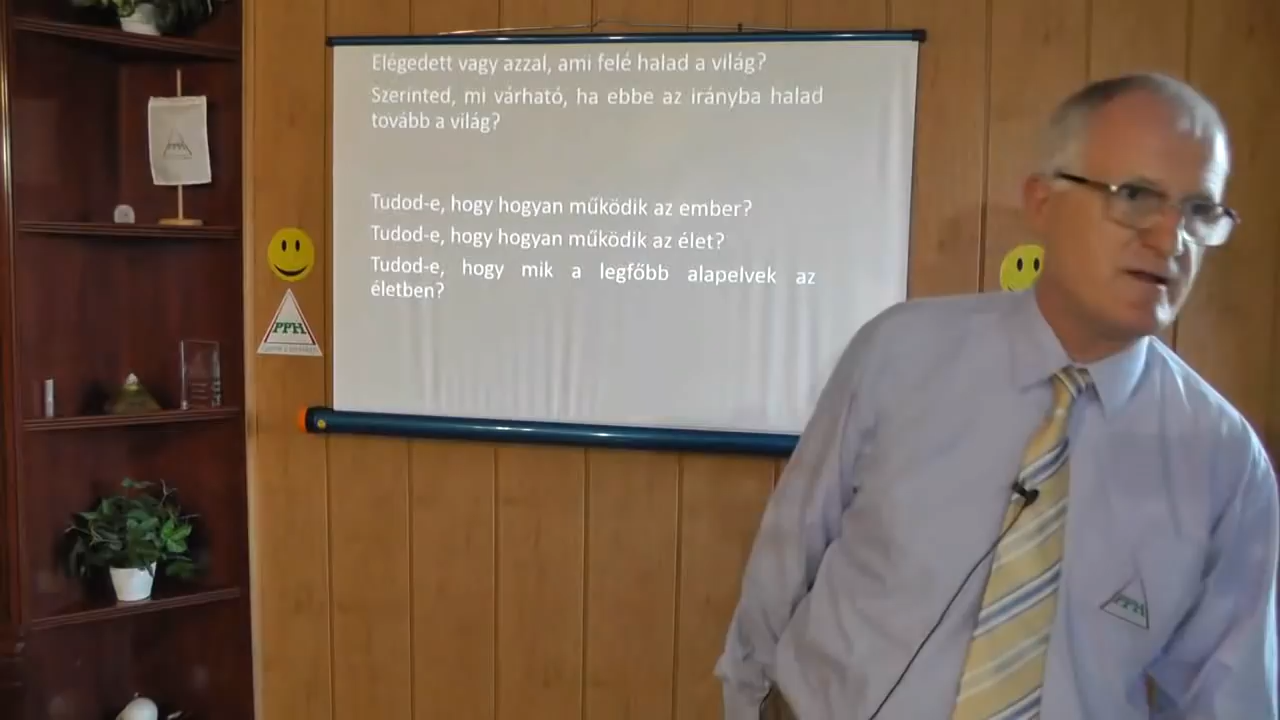 Elégedett vagy azzal, ami felé halad a világ?
Szerinted, mi várható, ha ebbe az irányba halad
tovább a világ?
Tudod-e, hogy hogyan működik az ember?
Tudod-e, hogy hogyan működik az élet?
Tudod-e, hogy mik a legfőbb alapelvek az
életben?
PPH
PPH
PPH